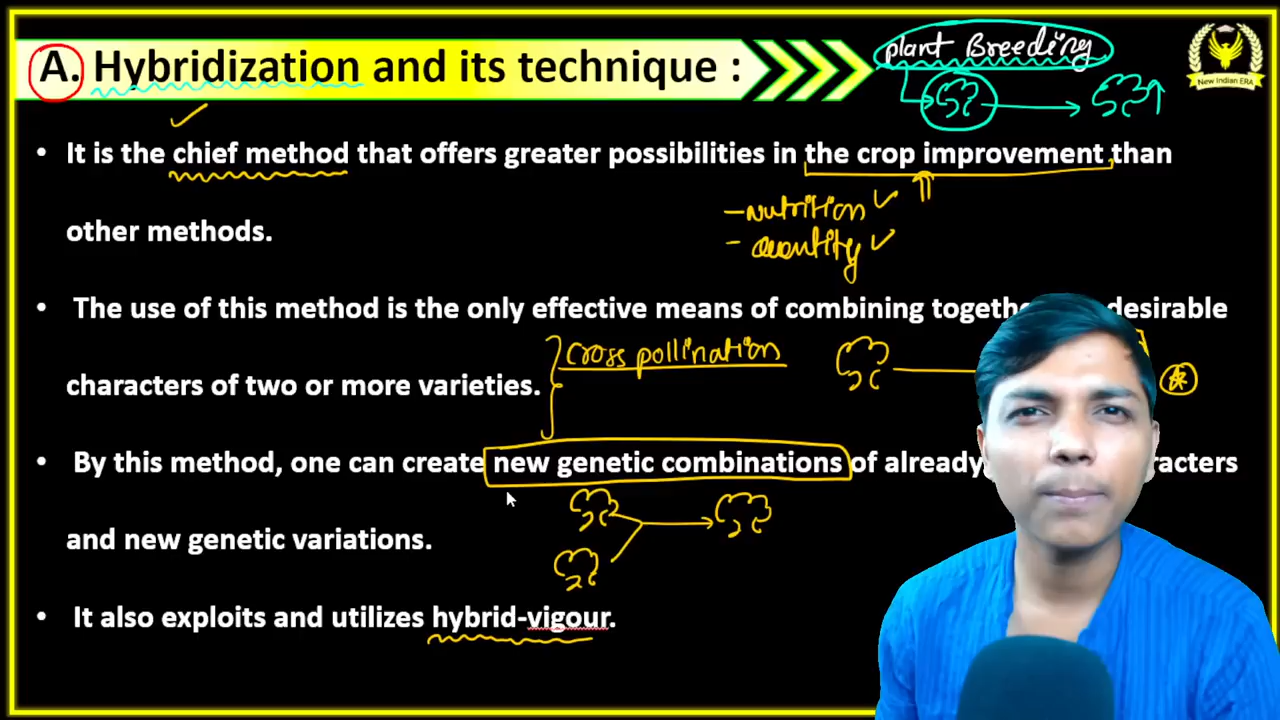 plant Breeding
A. Hybridization and its technique :
New Indian ERA
• It is the chief method that offers greater possibilities in the crop improvement than
- nutrition
other methods.
- quantity
• The use of this method is the only effective means of combining together desirable
cross pollination
characters of two or more varieties.
• By this method, one can create new genetic combinations of already
and new genetic variations.
• It also exploits and utilizes hybrid-vigour.